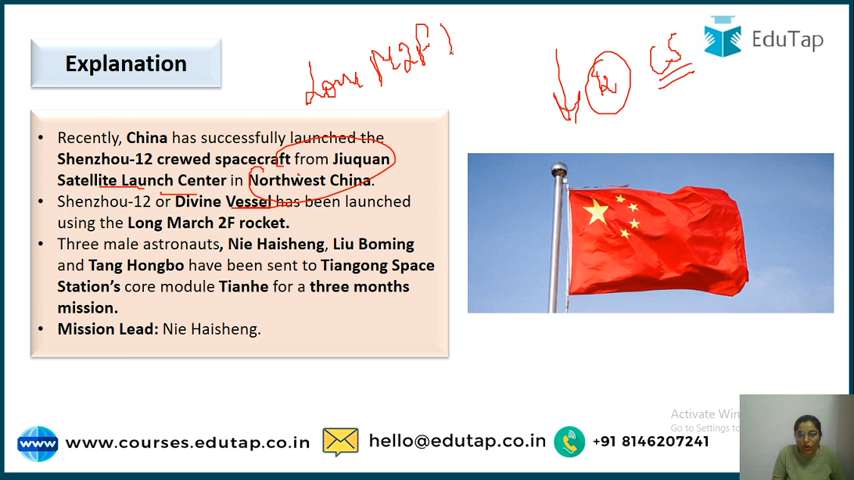 Long M 2F
12
CS
EduTap
Explanation
• Recently, China has successfully launched the
Shenzhou-12 crewed spacecraft from Jiuquan
Satellite Launch Center in Northwest China.
• Shenzhou-12 or Divine Vessel has been launched
using the Long March 2F rocket.
• Three male astronauts, Nie Haisheng, Liu Boming
and Tang Hongbo have been sent to Tiangong Space
Station's core module Tianhe for a three months
mission.
• Mission Lead: Nie Haisheng.
Activate Win
Go to Settings to
www
www.courses.edutap.co.in
hello@edutap.co.in
+91 8146207241